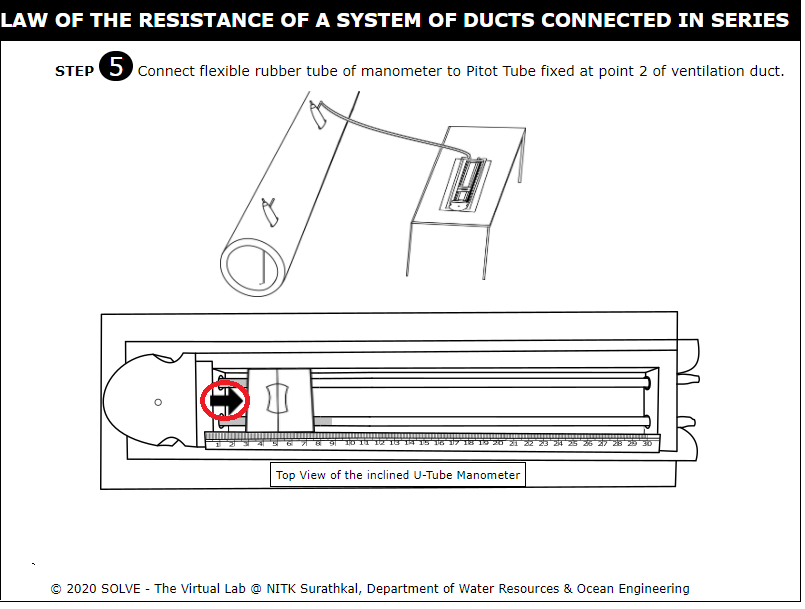 LAW OF THE RESISTANCE OF A SYSTEM OF DUCTS CONNECTED IN SERIES
STEP 5 Connect flexible rubber tube of manometer to Pitot Tube fixed at point 2 of ventilation duct.
1 2 3 4 5 6 7 8 9 10 11 12 13 14 15 16 17 18 19 20 21 22 23 24 25 26 27 28 29 30
Top View of the inclined U-Tube Manometer
© 2020 SOLVE - The Virtual Lab @ NITK Surathkal, Department of Water Resources & Ocean Engineering